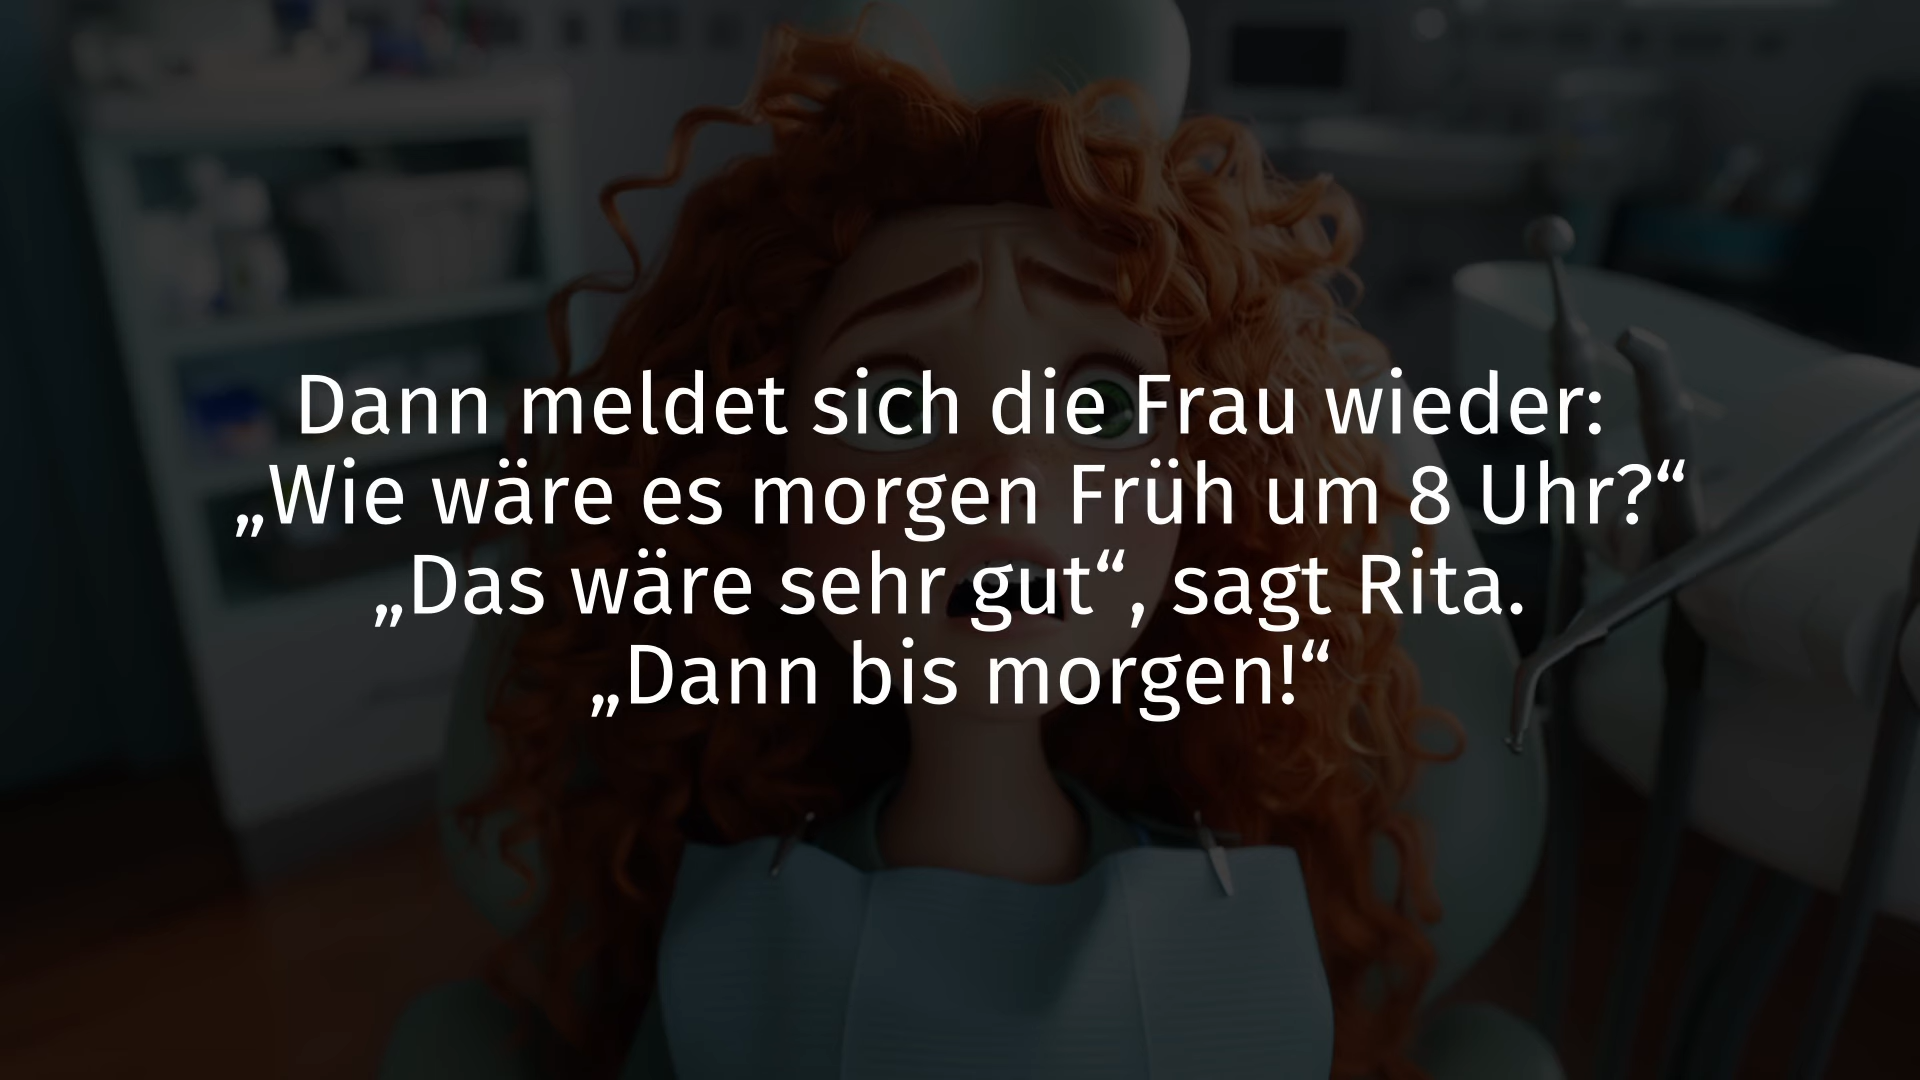 Dann meldet sich die Frau wieder:
„Wie wäre es morgen Früh um 8 Uhr?“
„Das wäre sehr gut“, sagt Rita.
„Dann bis morgen!“